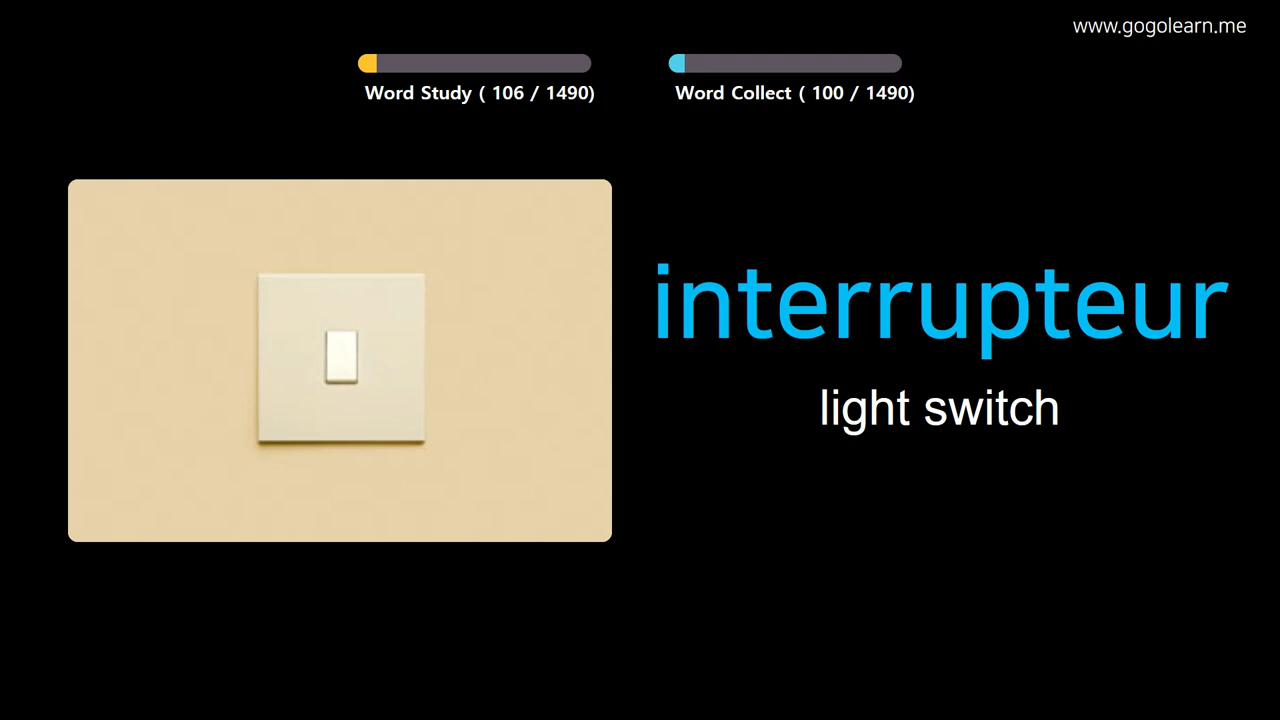 www.gogolearn.me
Word Study ( 106 / 1490)
Word Collect ( 100 / 1490)
interrupteur
light switch